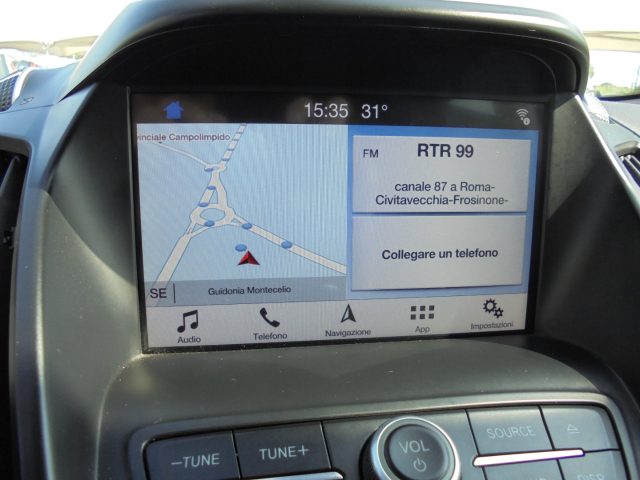 15:35 31°
vinciale Campolimpido
FM RTR 99
canale 87 a Roma-
Civitavecchia-Frosinone-
Collegare un telefono
SE Guidonia Montecelio
Audio Telefono Navigazione App Impostazioni
-TUNE TUNE+ VOL SOURCE